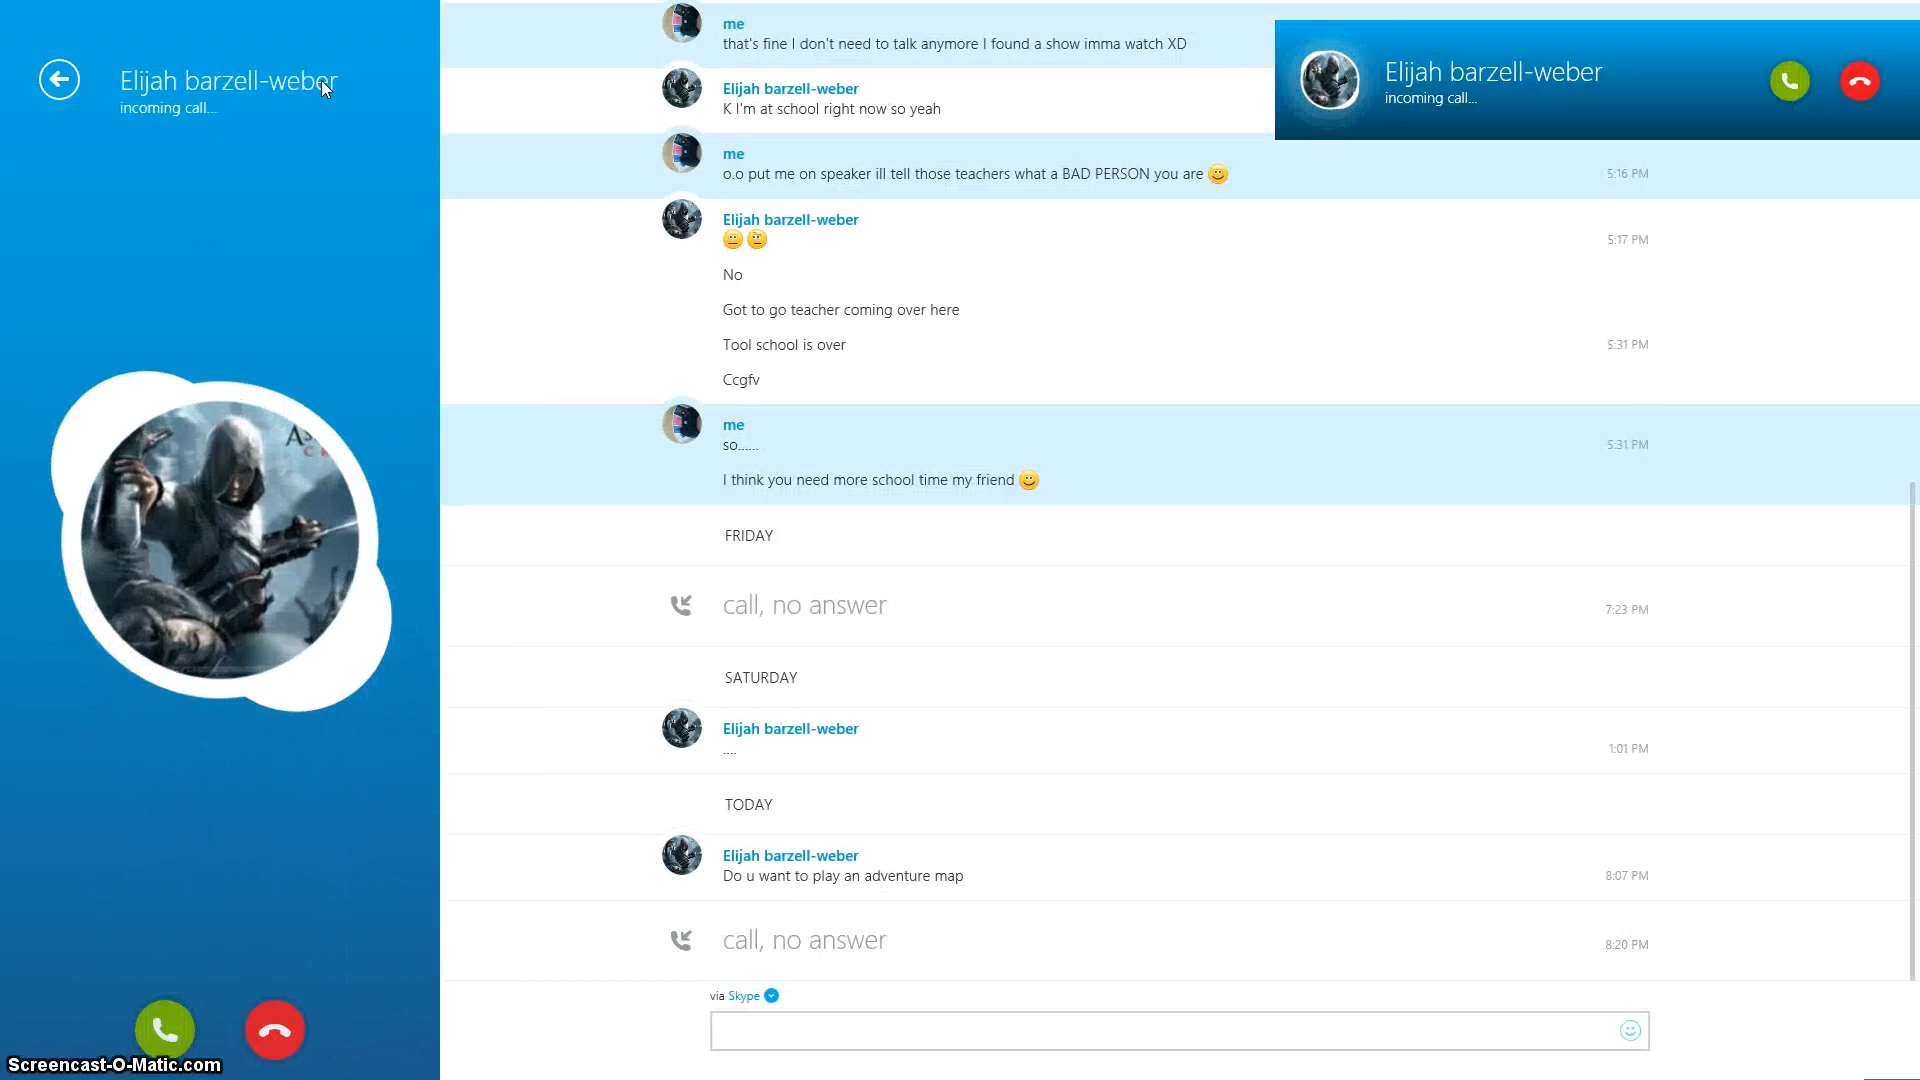 Elijah barzell-weber
incoming call...
me
that's fine I don't need to talk anymore I found a show imma watch XD
Elijah barzell-weber
K I'm at school right now so yeah
Elijah barzell-weber
incoming call...
me
o.o put me on speaker ill tell those teachers what a BAD PERSON you are
5:16 PM
Elijah barzell-weber
5:17 PM
No
Got to go teacher coming over here
Tool school is over
5:31 PM
Ccgfv
me
so......
5:31 PM
I think you need more school time my friend
FRIDAY
call, no answer
7:23 PM
SATURDAY
Elijah barzell-weber
....
1:01 PM
TODAY
Elijah barzell-weber
Do u want to play an adventure map
8:07 PM
call, no answer
8:20 PM
via Skype
Screencast-O-Matic.com